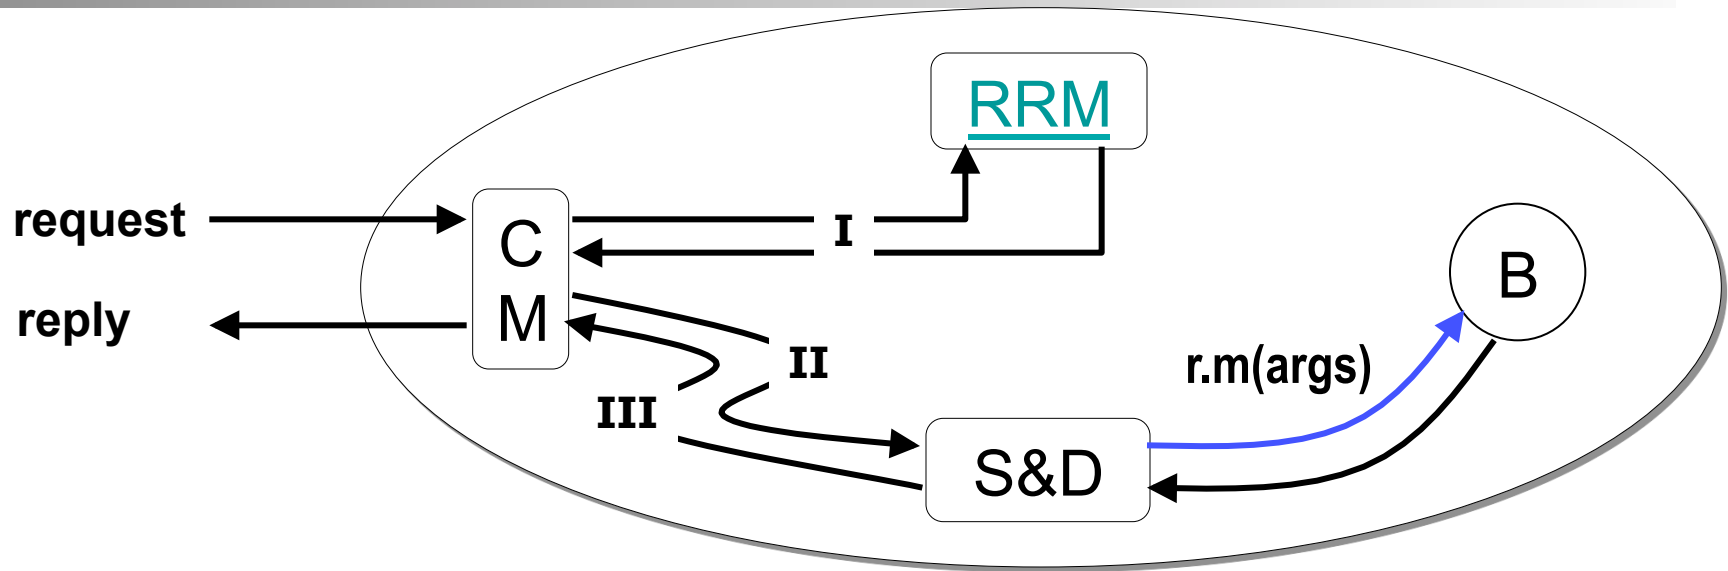 RRM
request
C
M
I
B
reply
II
r.m(args)
III
S&D